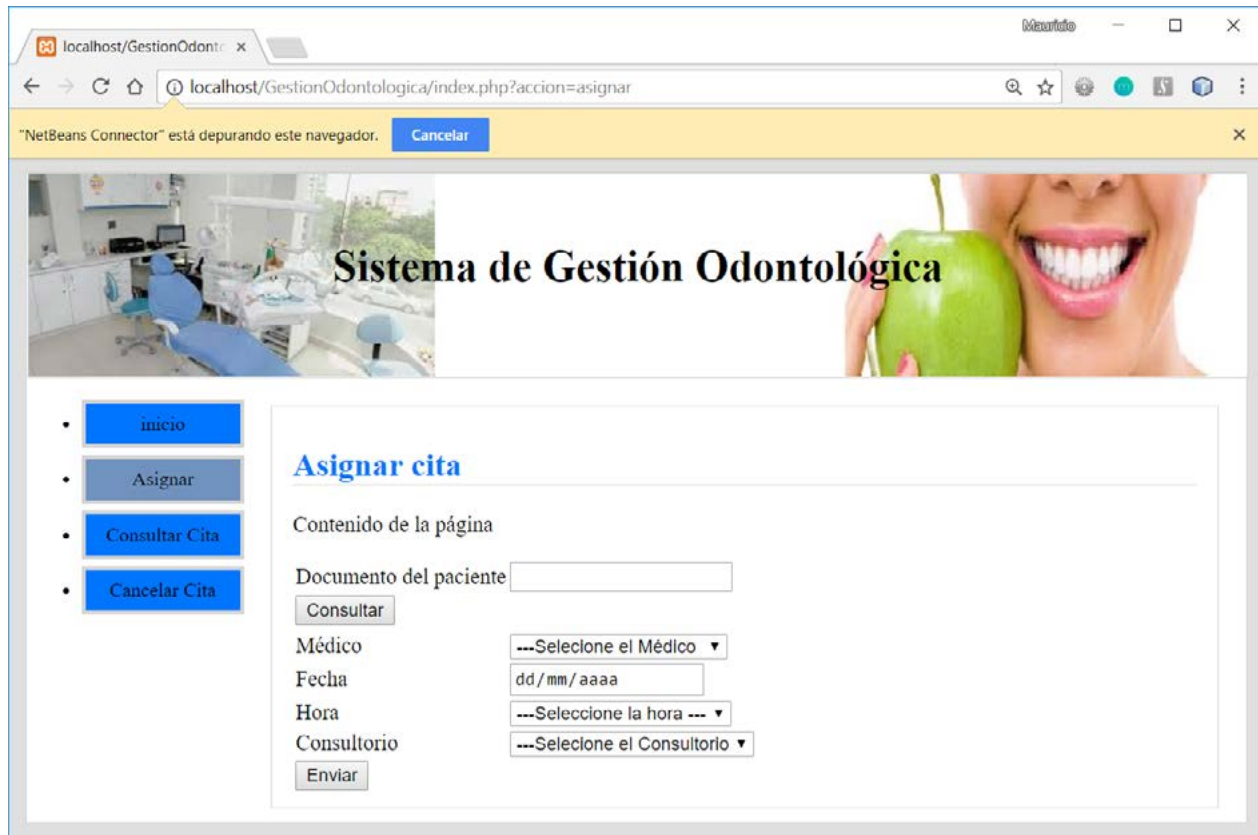 Mauricio
localhost/GestionOdonto
localhost/GestionOdontologica/index.php?accion=asignar
"NetBeans Connector" está depurando este navegador. Cancelar
Sistema de Gestión Odontológica
inicio
Asignar
Consultar Cita
Cancelar Cita
Asignar cita
Contenido de la página
Documento del paciente
Consultar
Médico ---Selecione el Médico
Fecha dd/mm/aaaa
Hora ---Seleccione la hora ---
Consultorio ---Selecione el Consultorio
Enviar